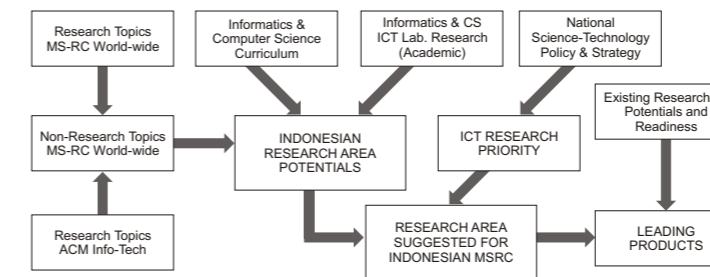 Research Topics
MS-RC World-wide
Informatics &
Computer Science
Curriculum
Informatics & CS
ICT Lab. Research
(Academic)
National
Science-Technology
Policy & Strategy
Existing Research
Potentials and
Readiness
Non-Research Topics
MS-RC World-wide
INDONESIAN
RESEARCH AREA
POTENTIALS
ICT RESEARCH
PRIORITY
Research Topics
ACM Info-Tech
RESEARCH AREA
SUGGESTED FOR
INDONESIAN MSRC
LEADING
PRODUCTS